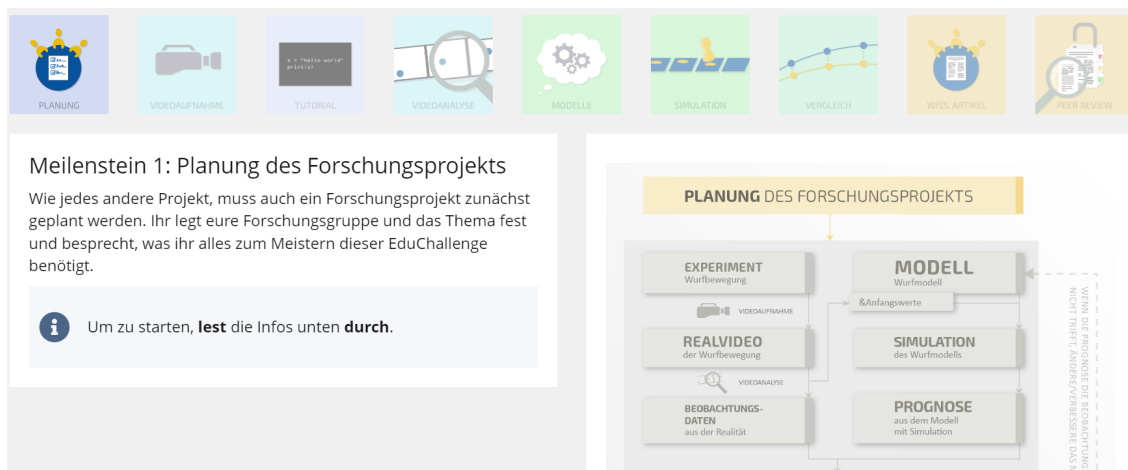 PLANUNG
VIDEOAUFNAHME
x = "hello world"
print(x)
TUTORIAL
VIDEOANALYSE
MODELLE
SIMULATION
VERGLEICH
WISS. ARTIKEL
PEER REVIEW
Meilenstein 1: Planung des Forschungsprojekts
Wie jedes andere Projekt, muss auch ein Forschungsprojekt zunächst
geplant werden. Ihr legt eure Forschungsgruppe und das Thema fest
und besprecht, was ihr alles zum Meistern dieser EduChallenge
benötigt.
Um zu starten, lest die Infos unten durch.
PLANUNG DES FORSCHUNGSPROJEKTS
EXPERIMENT
Wurfbewegung
MODELL
Wurfmodell
&Anfangswerte
VIDEOAUFNAHME
REALVIDEO
der Wurfbewegung
SIMULATION
des Wurfmodells
VIDEOANALYSE
BEOBACHTUNGS-
DATEN
aus der Realität
PROGNOSE
aus dem Modell
mit Simulation
WENN DIE PROGNOSE DIE BEOBACHTUNG
NICHT TRIFFT, ÄNDERE/VERBESSERE DAS